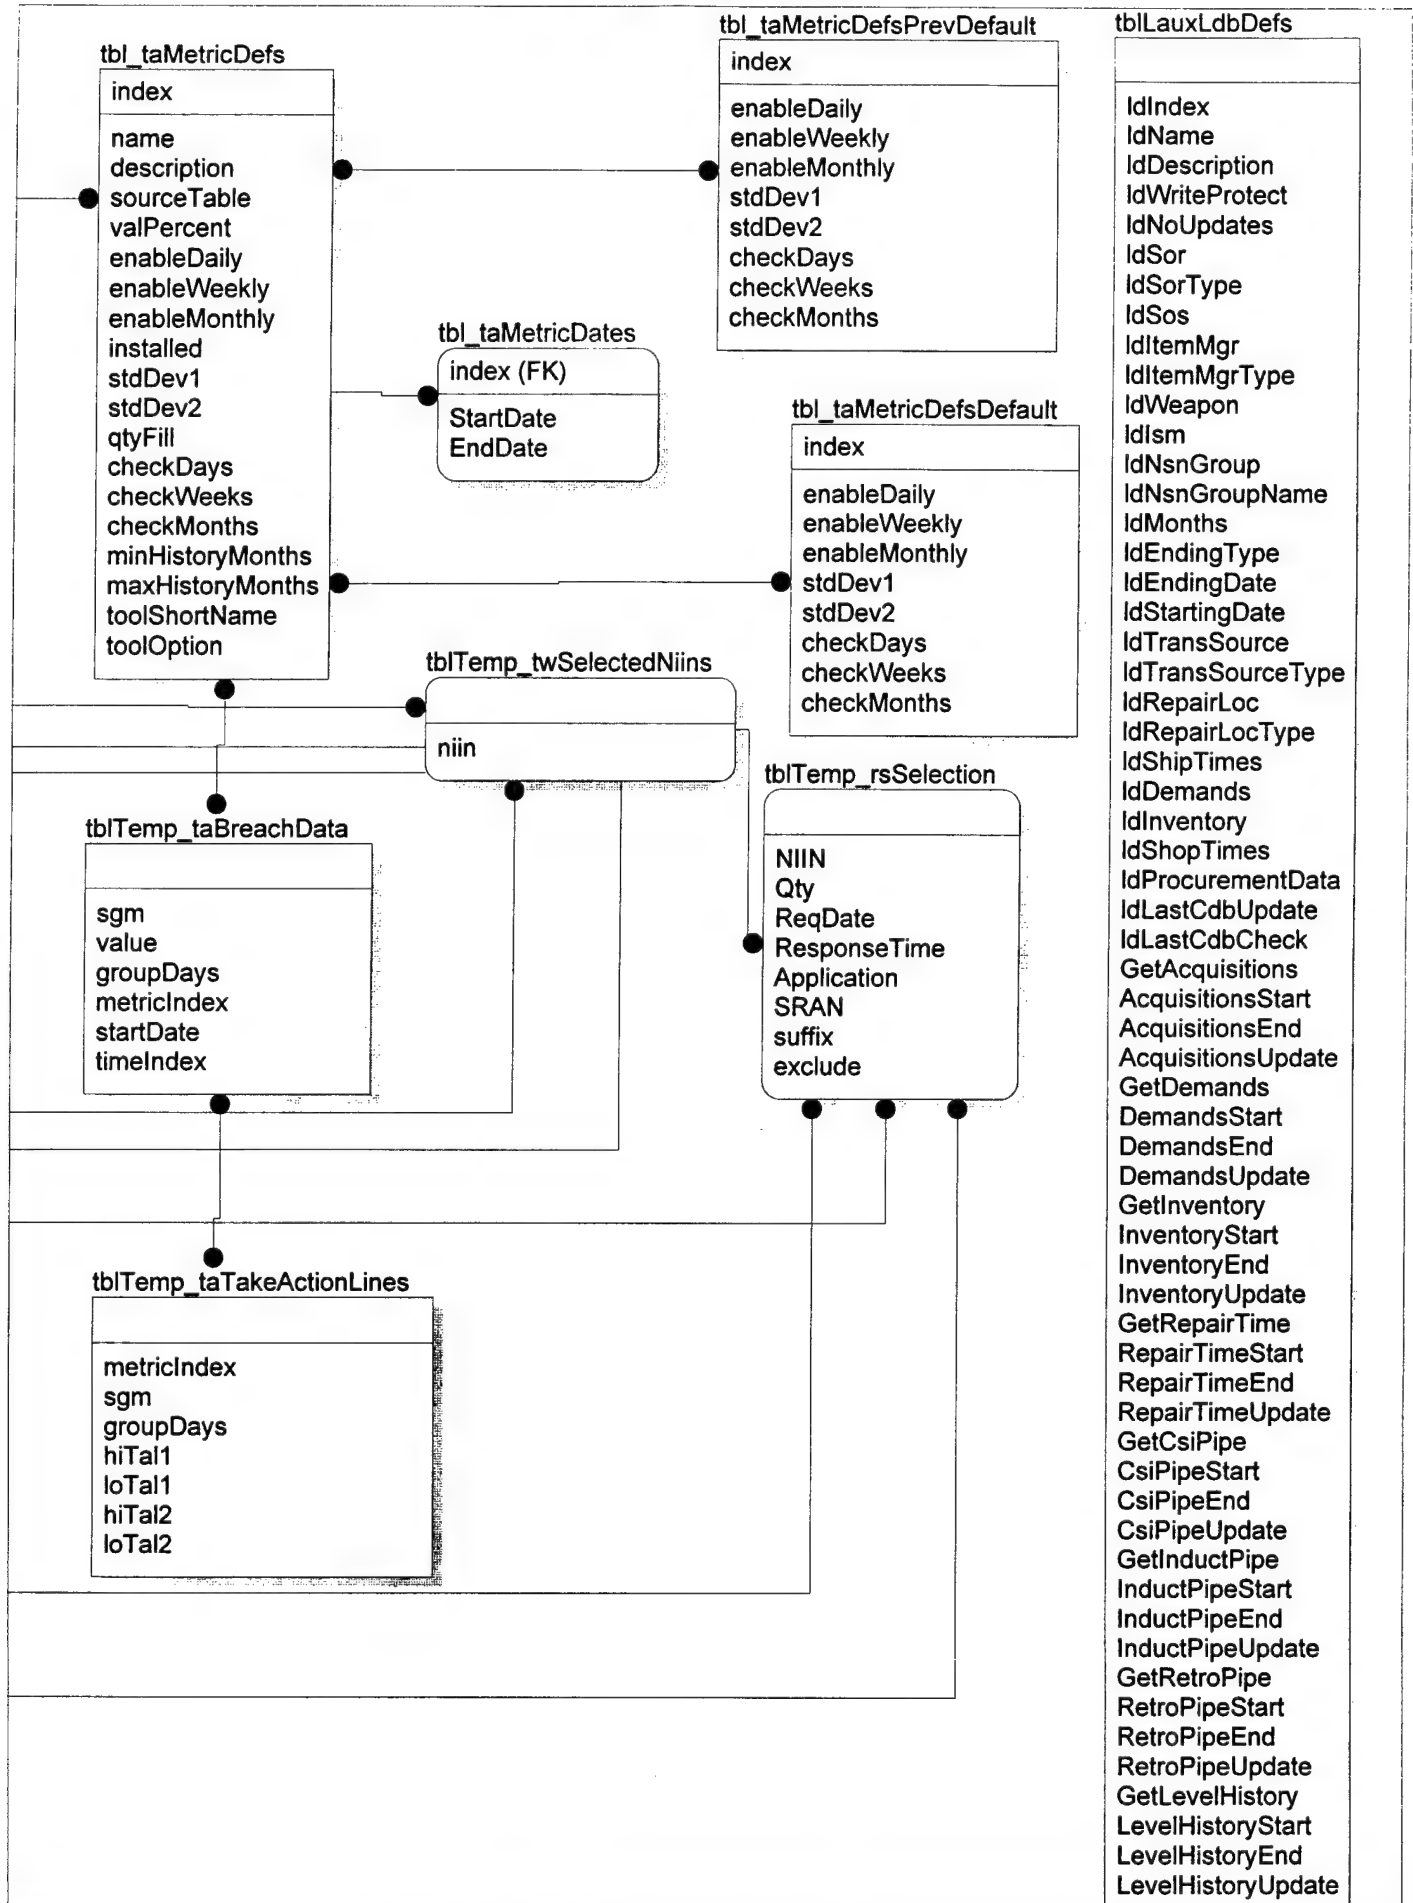 tbl_taMetricDefs
index
name
description
sourceTable
valPercent
enableDaily
enableWeekly
enableMonthly
installed
stdDev1
stdDev2
qtyFill
checkDays
checkWeeks
checkMonths
minHistoryMonths
maxHistoryMonths
toolShortName
toolOption
tbl_taMetricDefsPrevDefault
index
enableDaily
enableWeekly
enableMonthly
stdDev1
stdDev2
checkDays
checkWeeks
checkMonths
tbl_taMetricDates
index (FK)
StartDate
EndDate
tbl_taMetricDefsDefault
index
enableDaily
enableWeekly
enableMonthly
stdDev1
stdDev2
checkDays
checkWeeks
checkMonths
tblTemp_twSelectedNiins
niin
tblTemp_rsSelection
NIIN
Qty
ReqDate
ResponseTime
Application
SRAN
suffix
exclude
tblTemp_taBreachData
sgm
value
groupDays
metricIndex
startDate
timeIndex
tblTemp_taTakeActionLines
metricIndex
sgm
groupDays
hiTal1
loTal1
hiTal2
loTal2
tblLauxLdbDefs
ldIndex
ldName
ldDescription
ldWriteProtect
ldNoUpdates
ldSor
ldSorType
ldSos
ldItemMgr
ldItemMgrType
ldWeapon
ldIsm
ldNsnGroup
ldNsnGroupName
ldMonths
ldEndingType
ldEndingDate
ldStartingDate
ldTransSource
ldTransSourceType
ldRepairLoc
ldRepairLocType
ldShipTimes
ldDemands
ldInventory
ldShopTimes
ldProcurementData
ldLastCdbUpdate
ldLastCdbCheck
GetAcquisitions
AcquisitionsStart
AcquisitionsEnd
AcquisitionsUpdate
GetDemands
DemandsStart
DemandsEnd
DemandsUpdate
GetInventory
InventoryStart
InventoryEnd
InventoryUpdate
GetRepairTime
RepairTimeStart
RepairTimeEnd
RepairTimeUpdate
GetCsiPipe
CsiPipeStart
CsiPipeEnd
CsiPipeUpdate
GetInductPipe
InductPipeStart
InductPipeEnd
InductPipeUpdate
GetRetroPipe
RetroPipeStart
RetroPipeEnd
RetroPipeUpdate
GetLevelHistory
LevelHistoryStart
LevelHistoryEnd
LevelHistoryUpdate